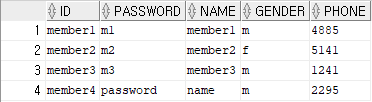 ID PASSWORD NAME GENDER PHONE
1 member1 m1 member1 m 4885
2 member2 m2 member2 f 5141
3 member3 m3 member3 m 1241
4 member4 password name m 2295